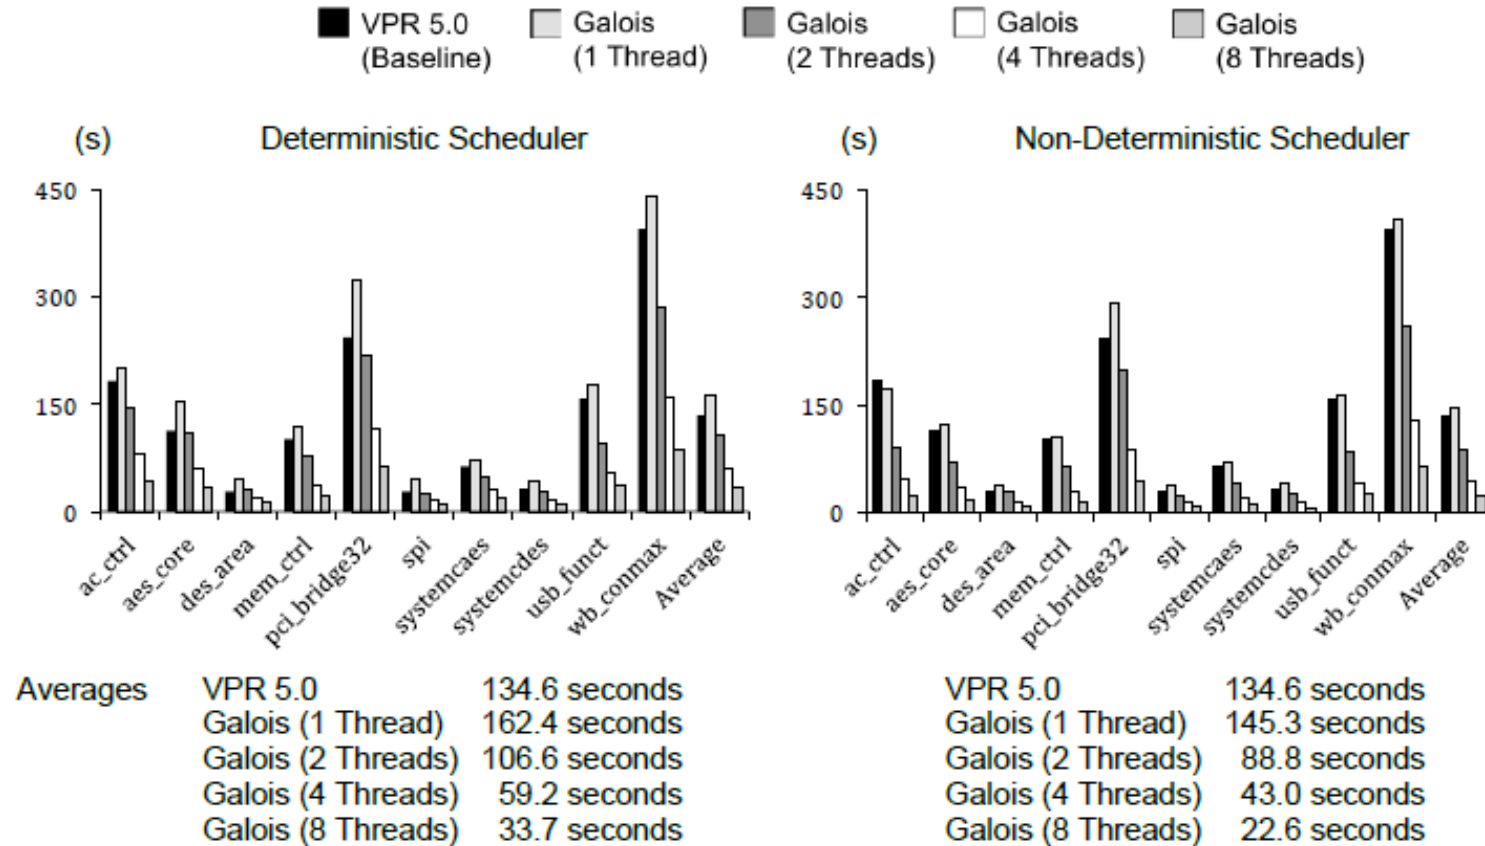 VPR 5.0 (Baseline)
Galois (1 Thread)
Galois (2 Threads)
Galois (4 Threads)
Galois (8 Threads)
(s) Deterministic Scheduler
450
300
150
0
ac_ctrl
aes_core
des_area
mem_ctrl
pci_bridge32
spi
systemcaes
systemcdes
usb_funct
wb_conmax
Average
(s) Non-Deterministic Scheduler
450
300
150
0
ac_ctrl
aes_core
des_area
mem_ctrl
pci_bridge32
spi
systemcaes
systemcdes
usb_funct
wb_conmax
Average
Averages VPR 5.0 134.6 seconds
Galois (1 Thread) 162.4 seconds
Galois (2 Threads) 106.6 seconds
Galois (4 Threads) 59.2 seconds
Galois (8 Threads) 33.7 seconds
VPR 5.0 134.6 seconds
Galois (1 Thread) 145.3 seconds
Galois (2 Threads) 88.8 seconds
Galois (4 Threads) 43.0 seconds
Galois (8 Threads) 22.6 seconds